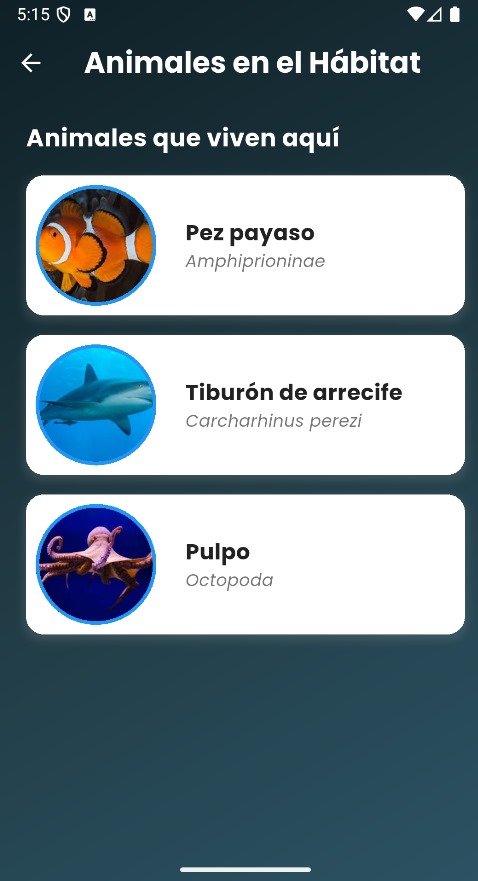 5:15
Animales en el Hábitat
Animales que viven aquí
Pez payaso
Amphiprioninae
Tiburón de arrecife
Carcharhinus perezi
Pulpo
Octopoda